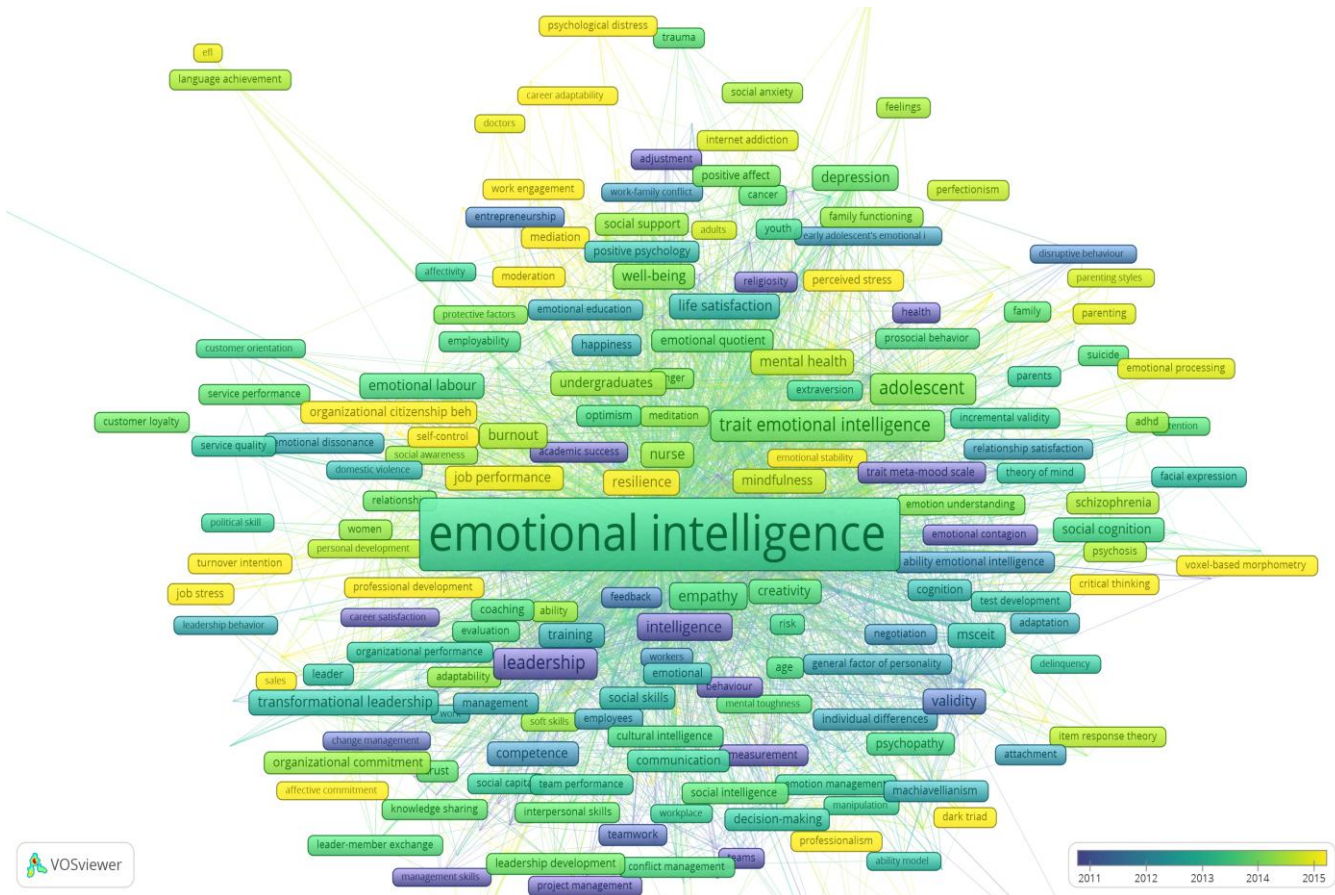 psychological distress
trauma
efl
language achievement
career adaptability
social anxiety
feelings
doctors
internet addiction
adjustment
positive affect
depression
work engagement
work-family conflict
cancer
perfectionism
entrepreneurship
social support
family functioning
mediation
adults
youth
early adolescent's emotional i
positive psychology
disruptive behaviour
affectivity
moderation
well-being
religiosity
perceived stress
parenting styles
protective factors
emotional education
life satisfaction
health
family
parenting
customer orientation
employability
happiness
emotional quotient
prosocial behavior
mental health
suicide
emotional processing
service performance
emotional labour
undergraduates
nger
extraversion
adolescent
parents
customer loyalty
organizational citizenship beh
optimism
meditation
trait emotional intelligence
incremental validity
adhd
tention
service quality
emotional dissonance
self-control
burnout
academic success
social awareness
nurse
emotional stability
relationship satisfaction
domestic violence
job performance
resilience
mindfulness
trait meta-mood scale
theory of mind
facial expression
relationship
emotional intelligence
emotion understanding
schizophrenia
political skill
women
emotional contagion
social cognition
personal development
psychosis
turnover intention
ability emotional intelligence
voxel-based morphometry
job stress
professional development
feedback
empathy
creativity
cognition
critical thinking
test development
career satisfaction
coaching
ability
leadership behavior
evaluation
training
intelligence
risk
negotiation
msceit
adaptation
organizational performance
leadership
workers
emotional
age
general factor of personality
delinquency
sales
leader
adaptability
behaviour
transformational leadership
work
management
social skills
mental toughness
validity
soft skills
employees
individual differences
change management
cultural intelligence
item response theory
organizational commitment
trust
competence
communication
measurement
psychopathy
attachment
affective commitment
social capital
team performance
social intelligence
emotion management
machiavellianism
knowledge sharing
interpersonal skills
workplace
decision-making
manipulation
dark triad
leader-member exchange
teamwork
professionalism
leadership development
conflict management
teams
ability model
management skills
project management
VOSviewer
2011 2012 2013 2014 2015